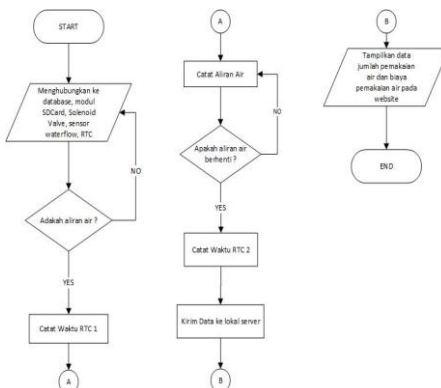 START
Menghubungkan ke
database, modul
SDCard, Solenoid
Valve, sensor
waterflow, RTC
NO
Adakah aliran air ?
YES
Catat Waktu RTC 1
A
A
Catat Aliran Air
NO
Apakah aliran air
berhenti ?
YES
Catat Waktu RTC 2
Kirim Data ke lokal server
B
B
Tampilkan data
jumlah pemakaian
air dan biaya
pemakaian air pada
website
END